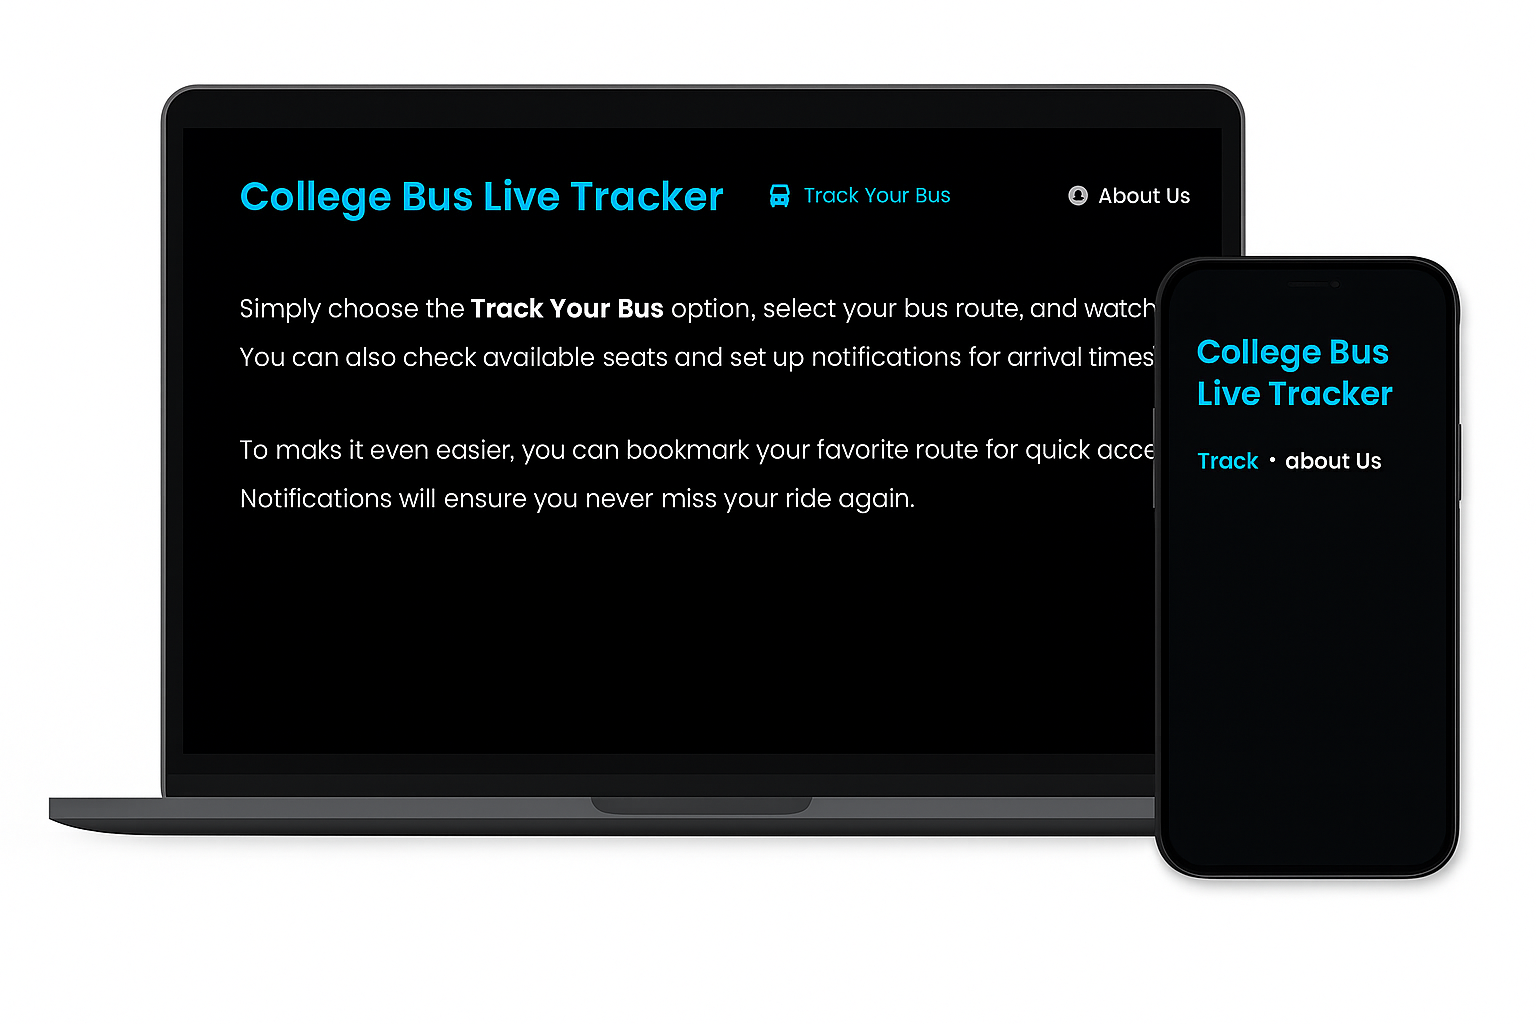 College Bus Live Tracker
Track Your Bus
About Us
Simply choose the Track Your Bus option, select your bus route, and watch
You can also check available seats and set up notifications for arrival times
To maks it even easier, you can bookmark your favorite route for quick acce
Notifications will ensure you never miss your ride again.
College Bus
Live Tracker
Track • about Us